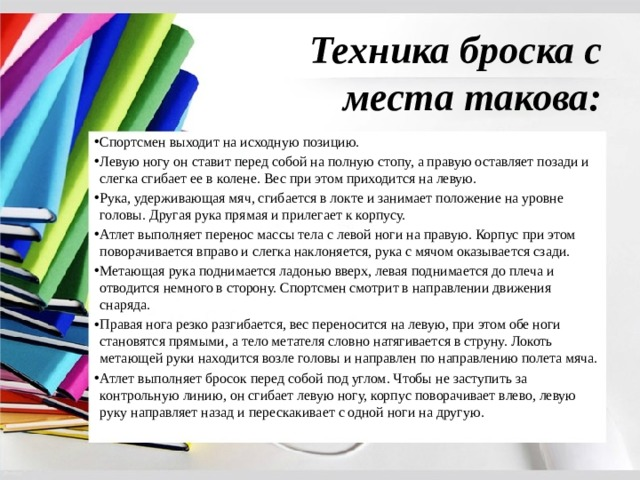 Техника броска с
места такова:
•Спортсмен выходит на исходную позицию.
•Левую ногу он ставит перед собой на полную стопу, а правую оставляет позади и
слегка сгибает ее в колене. Вес при этом приходится на левую.
•Рука, удерживающая мяч, сгибается в локте и занимает положение на уровне
головы. Другая рука прямая и прилегает к корпусу.
•Атлет выполняет перенос массы тела с левой ноги на правую. Корпус при этом
поворачивается вправо и слегка наклоняется, рука с мячом оказывается сзади.
•Метающая рука поднимается ладонью вверх, левая поднимается до плеча и
отводится немного в сторону. Спортсмен смотрит в направлении движения
снаряда.
•Правая нога резко разгибается, вес переносится на левую, при этом обе ноги
становятся прямыми, а тело метателя словно натягивается в струну. Локоть
метающей руки находится возле головы и направлен по направлению полета мяча.
•Атлет выполняет бросок перед собой под углом. Чтобы не заступить за
контрольную линию, он сгибает левую ногу, корпус поворачивает влево, левую
руку направляет назад и перескакивает с одной ноги на другую.